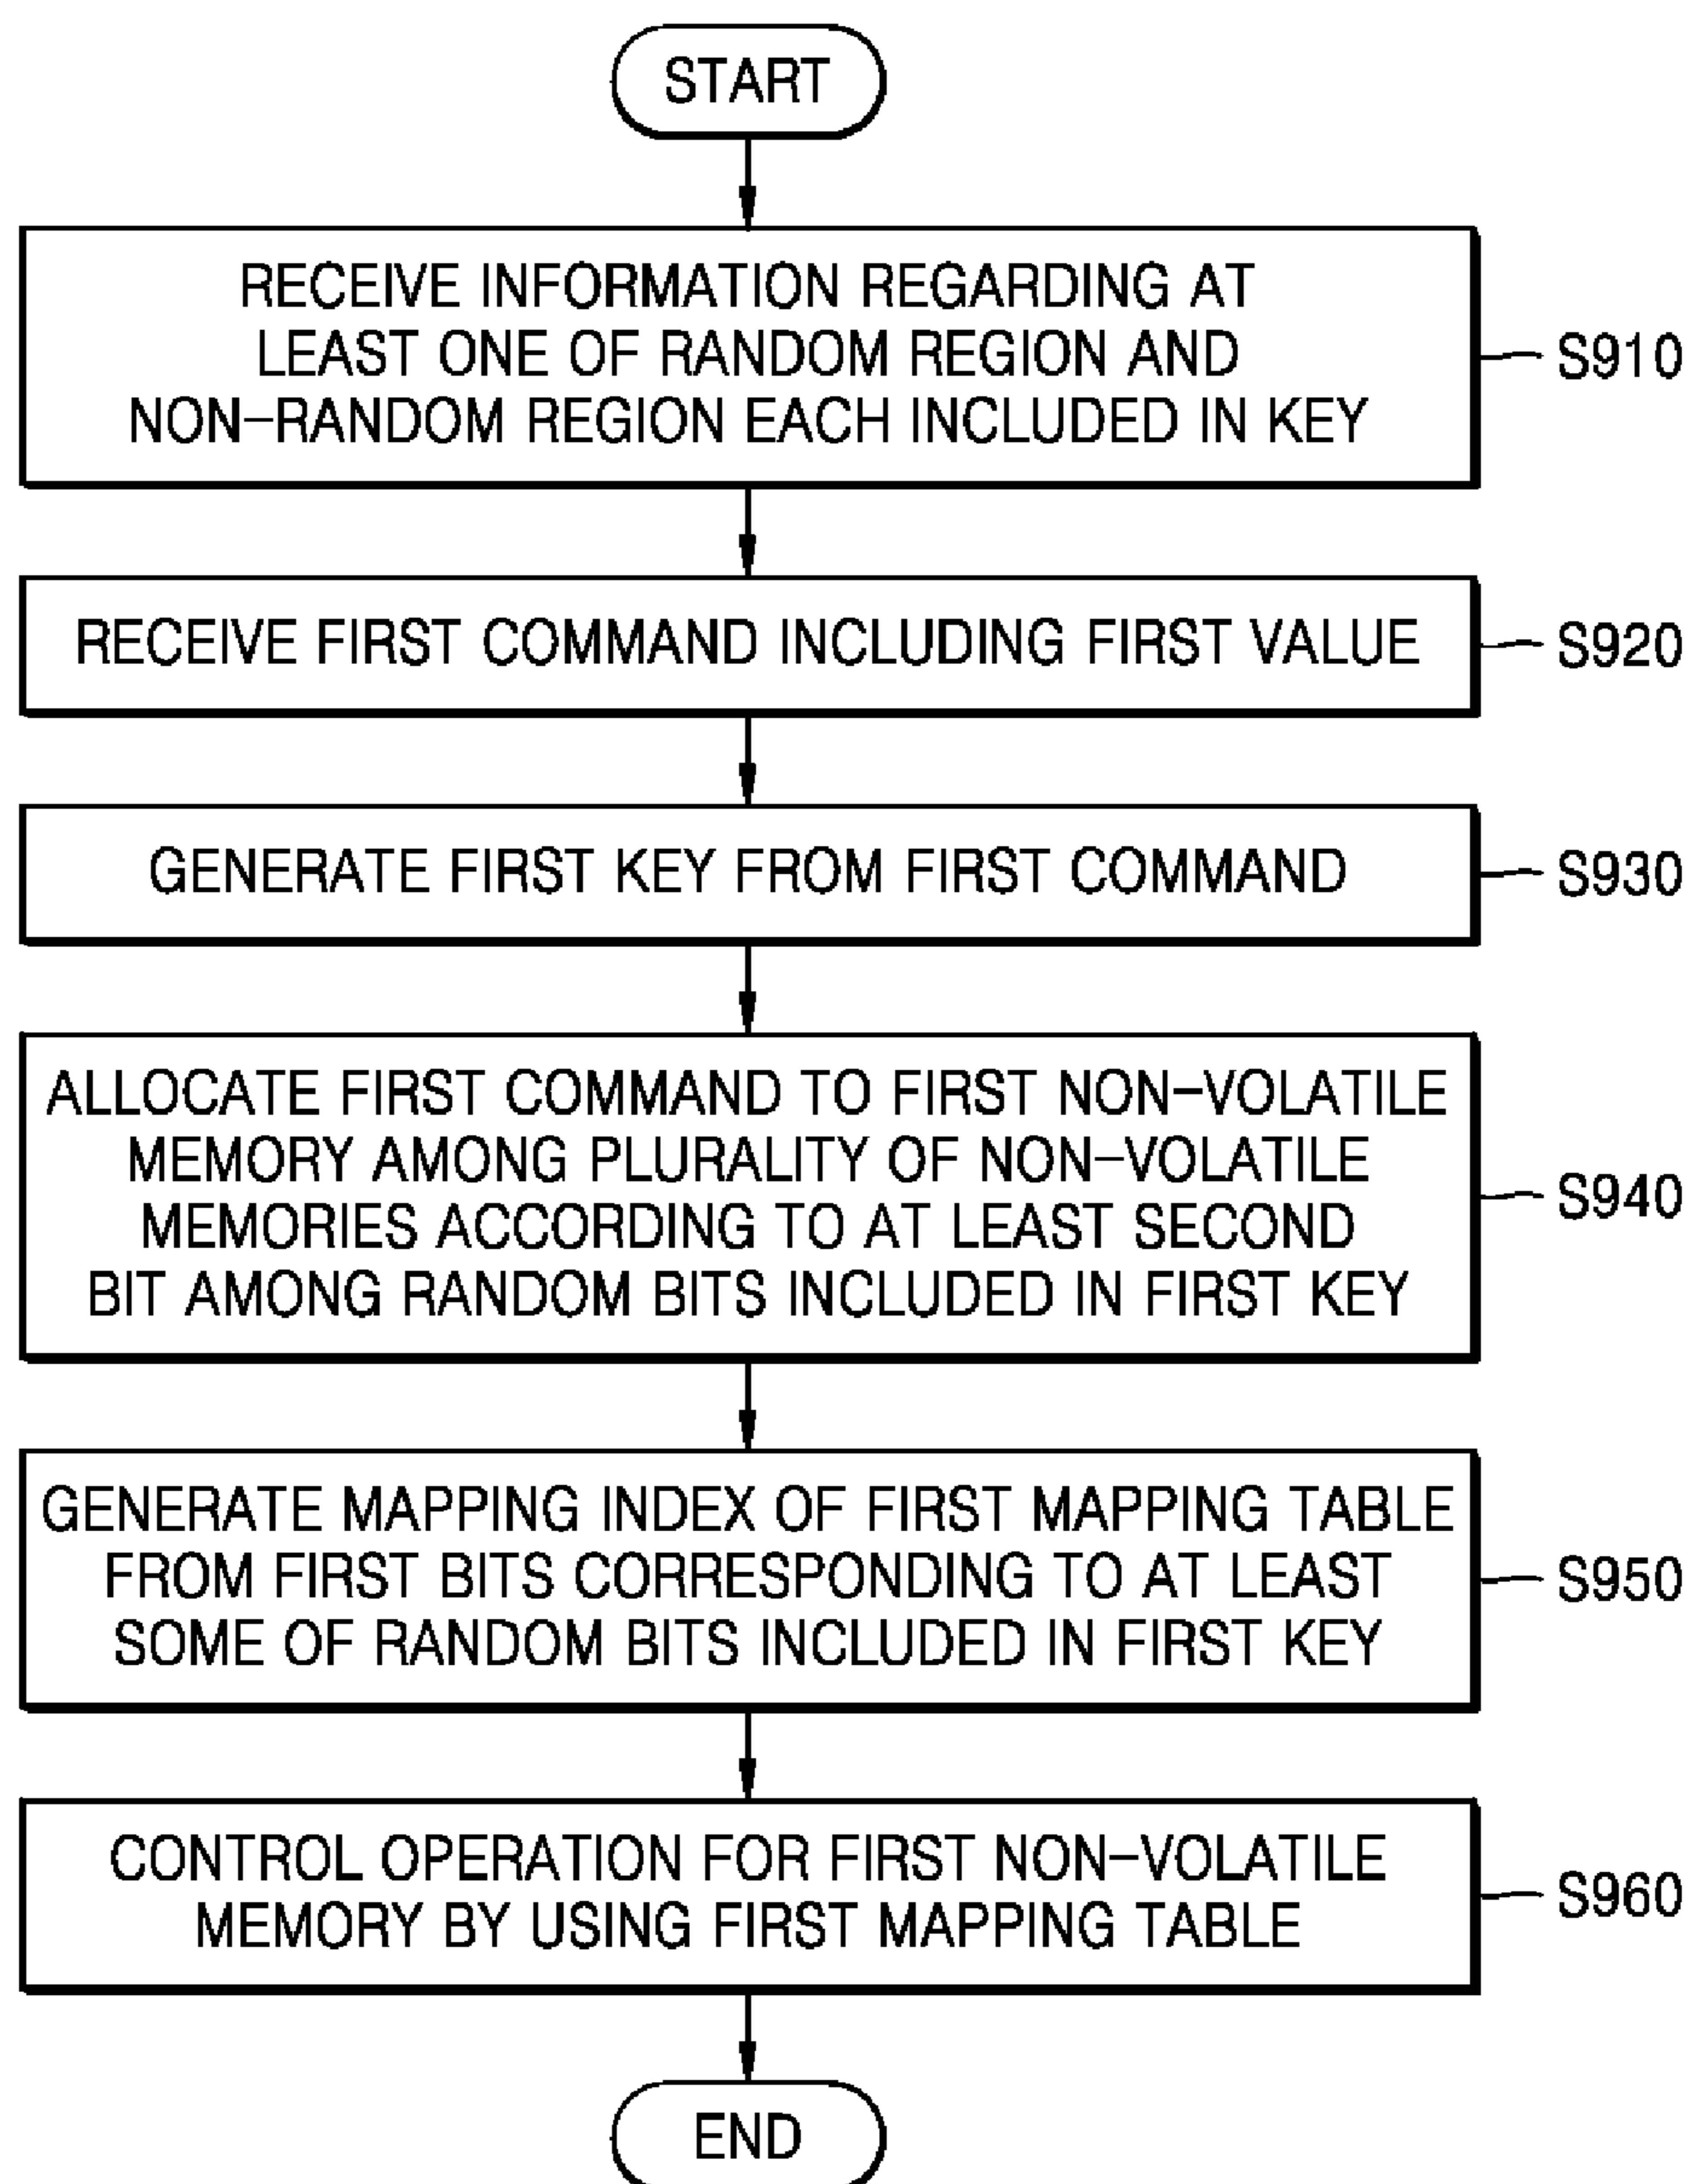 START
RECEIVE INFORMATION REGARDING AT
LEAST ONE OF RANDOM REGION AND
NON-RANDOM REGION EACH INCLUDED IN KEY
S910
RECEIVE FIRST COMMAND INCLUDING FIRST VALUE
S920
GENERATE FIRST KEY FROM FIRST COMMAND
S930
ALLOCATE FIRST COMMAND TO FIRST NON-VOLATILE
MEMORY AMONG PLURALITY OF NON-VOLATILE
MEMORIES ACCORDING TO AT LEAST SECOND
BIT AMONG RANDOM BITS INCLUDED IN FIRST KEY
S940
GENERATE MAPPING INDEX OF FIRST MAPPING TABLE
FROM FIRST BITS CORRESPONDING TO AT LEAST
SOME OF RANDOM BITS INCLUDED IN FIRST KEY
S950
CONTROL OPERATION FOR FIRST NON-VOLATILE
MEMORY BY USING FIRST MAPPING TABLE
S960
END